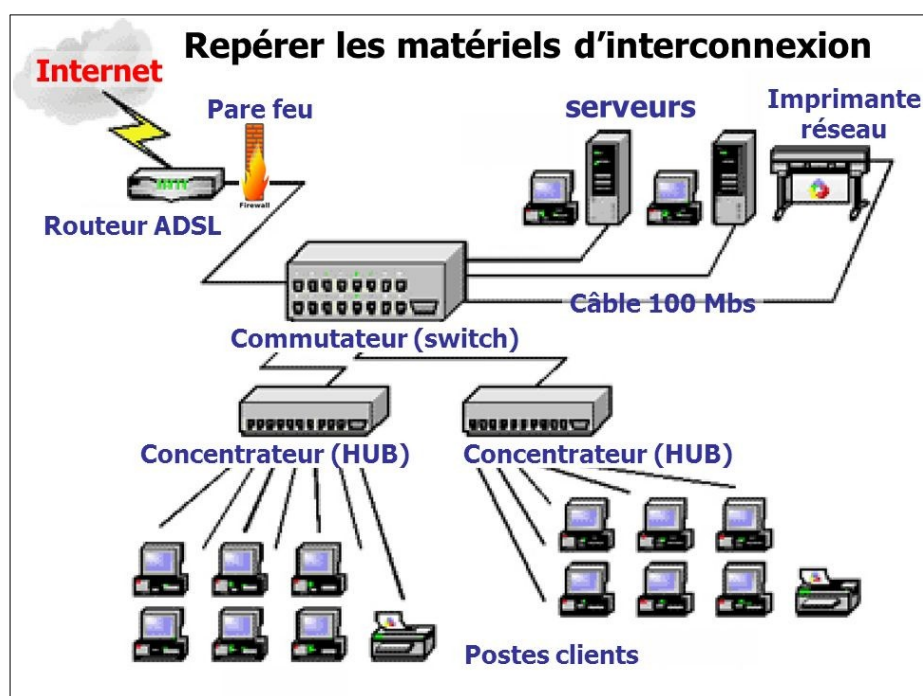 Repérer les matériels d’interconnexion
Internet
Pare feu
serveurs
Imprimante
réseau
Firewall
Routeur ADSL
Câble 100 Mbs
Commutateur (switch)
Concentrateur (HUB)
Concentrateur (HUB)
Postes clients